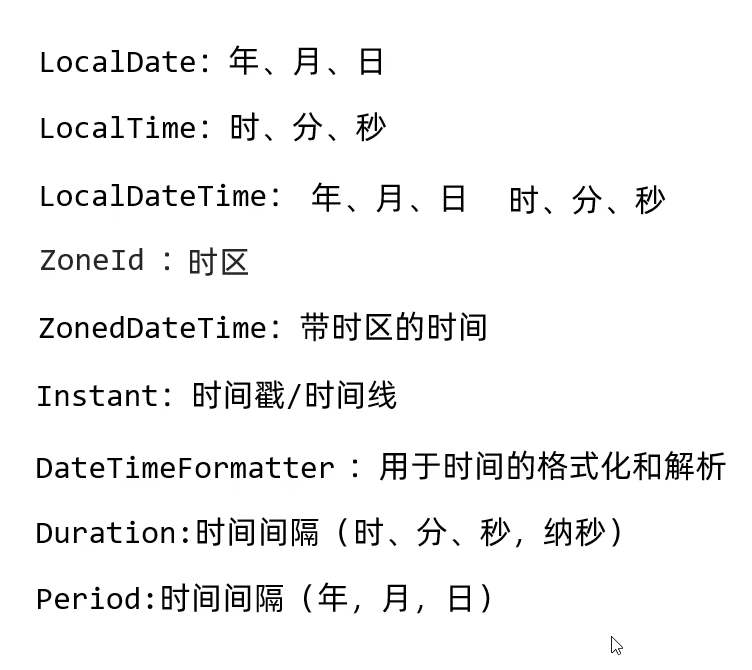 LocalDate：年、月、日
LocalTime：时、分、秒
LocalDateTime： 年、月、日 时、分、秒
ZoneId ：时区
ZonedDateTime：带时区的时间
Instant：时间戳/时间线
DateTimeFormatter ：用于时间的格式化和解析
Duration:时间间隔（时、分、秒，纳秒）
Period:时间间隔（年，月，日）